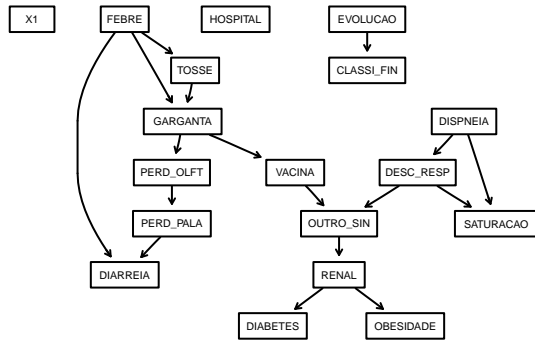 X1
FEBRE
HOSPITAL
EVOLUCAO
TOSSE
CLASSI_FIN
GARGANTA
DISPNEIA
PERD_OLFT
VACINA
DESC_RESP
PERD_PALA
OUTRO_SIN
SATURACAO
DIARREIA
RENAL
DIABETES
OBESIDADE